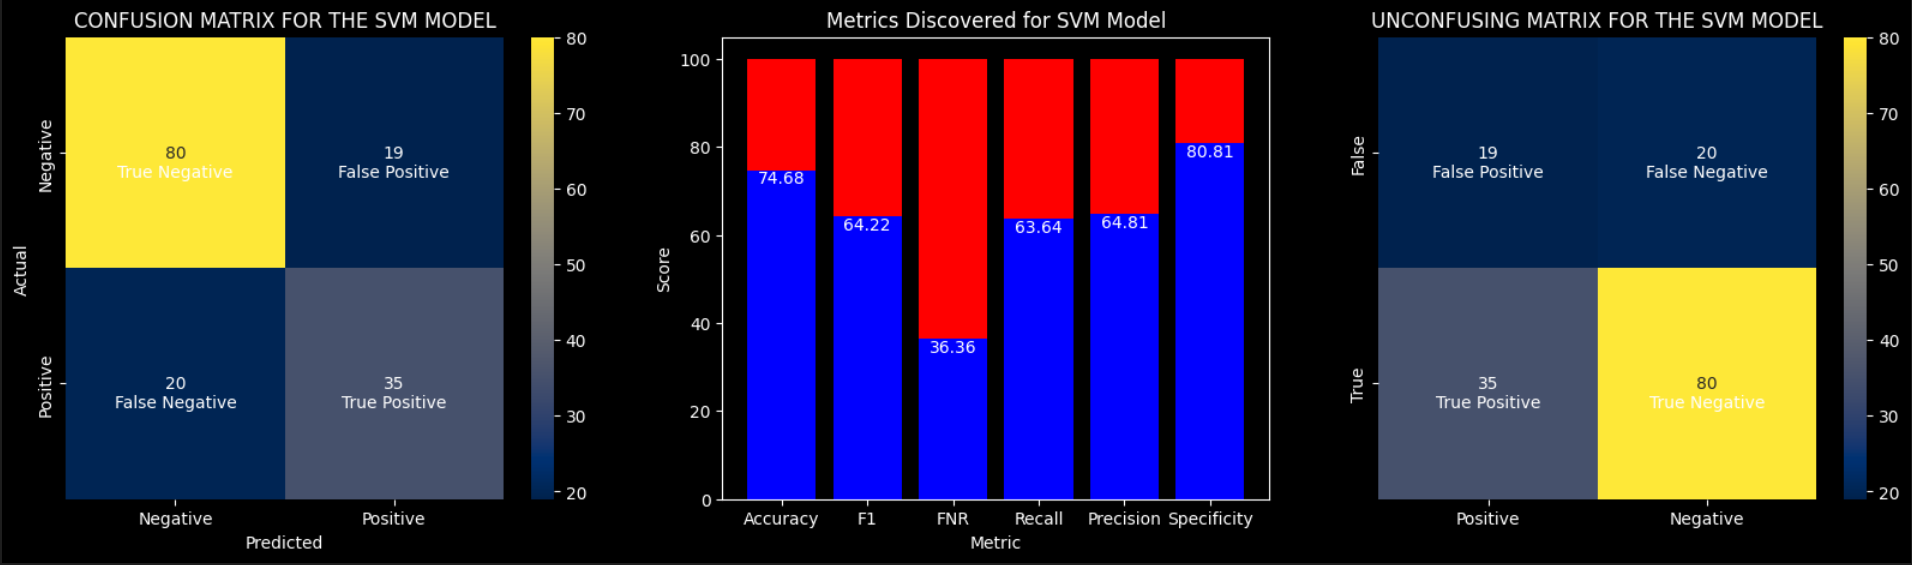 CONFUSION MATRIX FOR THE SVM MODEL
Actual
Negative
Positive
80
True Negative
19
False Positive
20
False Negative
35
True Positive
Negative
Positive
Predicted
80
70
60
50
40
30
20
Metrics Discovered for SVM Model
Score
100
80
60
40
20
0
74.68
64.22
36.36
63.64
64.81
80.81
Accuracy
F1
FNR
Recall
Precision
Specificity
Metric
UNCONFUSING MATRIX FOR THE SVM MODEL
False
True
19
False Positive
20
False Negative
35
True Positive
80
True Negative
Positive
Negative
80
70
60
50
40
30
20